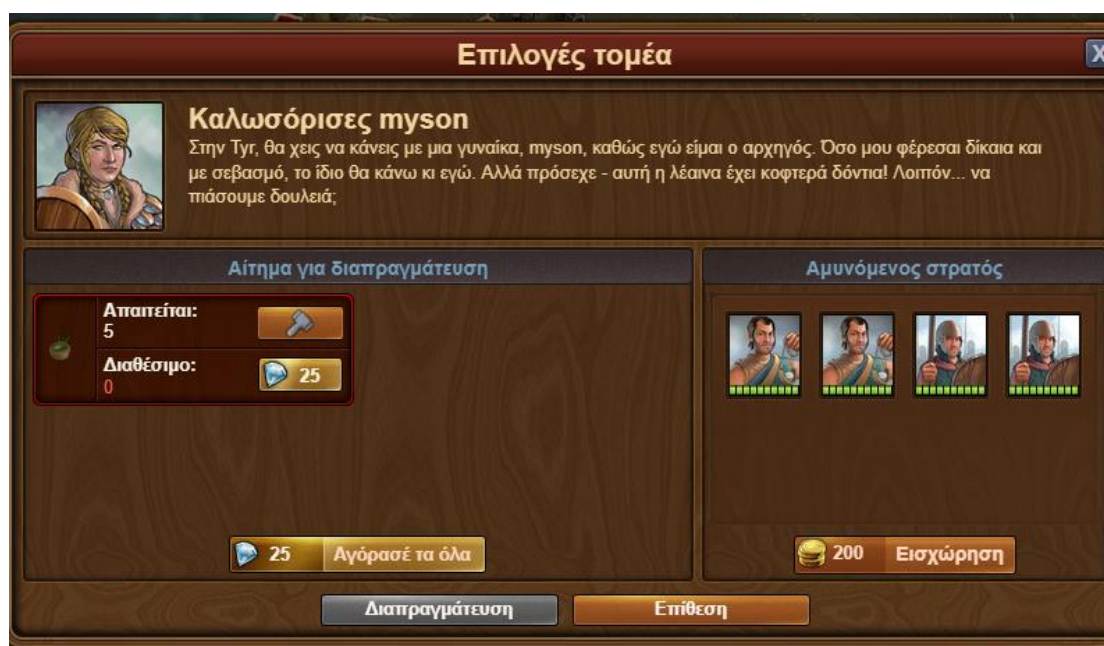 Επιλογές τομέα
X
Καλωσόρισες myson
Στην Tyr, θα χεις να κάνεις με μια γυναίκα, myson, καθώς εγώ είμαι ο αρχηγός. Όσο μου φέρεσαι δίκαια και
με σεβασμό, το ίδιο θα κάνω κι εγώ. Αλλά πρόσεχε - αυτή η λέαινα έχει κοφτερά δόντια! Λοιπόν... να
πιάσουμε δουλειά;
Αίτημα για διαπραγμάτευση
Απαιτείται:
5
Διαθέσιμο:
0
25
25 Αγόρασέ τα όλα
Αμυνόμενος στρατός
200 Εισχώρηση
Διαπραγμάτευση
Επίθεση